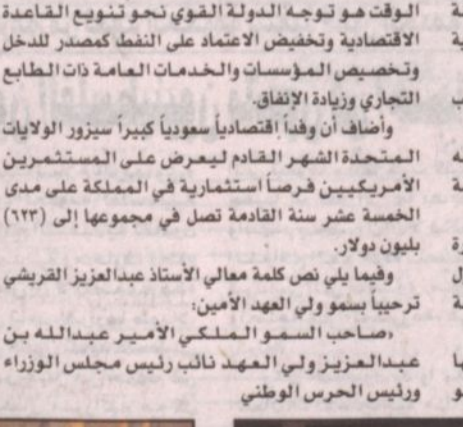 الوقت هو توجه الدولة القوي نحو تنويع القاعدة
الاقتصادية وتخفيض الاعتماد على النفط كمصدر للدخل
وتخصيص المؤسسات والخدمات العامة ذات الطابع
التجاري وزيادة الإنفاق.
وأضاف أن وفداً إقتصادياً سعودياً كبيراً سيزور الولايات
المتحدة الشهر القادم ليعرض على المستثمرين
الأمريكيين فرصاً استثمارية في المملكة على مدى
الخمسة عشر سنة القادمة تصل في مجموعها إلى (٦٢٣)
بليون دولار.
وفيما يلي نص كلمة معالي الأستاذ عبدالعزيز القريشي
ترحيباً بسمو ولي العهد الأمين:
«صاحب السمو الملكي الأمير عبدالله بن
عبدالعزيز ولي العهد نائب رئيس مجلس الوزراء
ورئيس الحرس الوطني